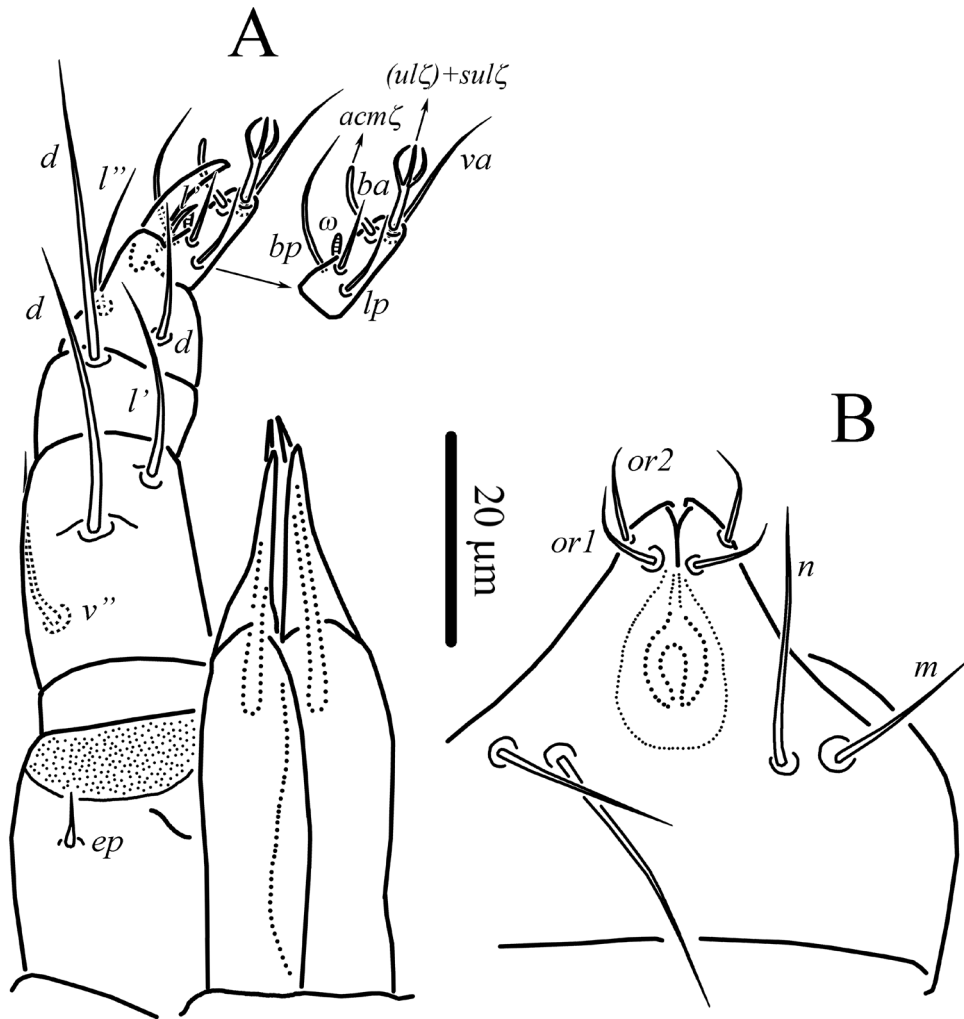 A
(ulζ)+sulζ
acmζ
va
d
l”
l’
ba
ω
bp
lp
d
d
l’
20 μm
B
or2
or1
n
v”
m
ep